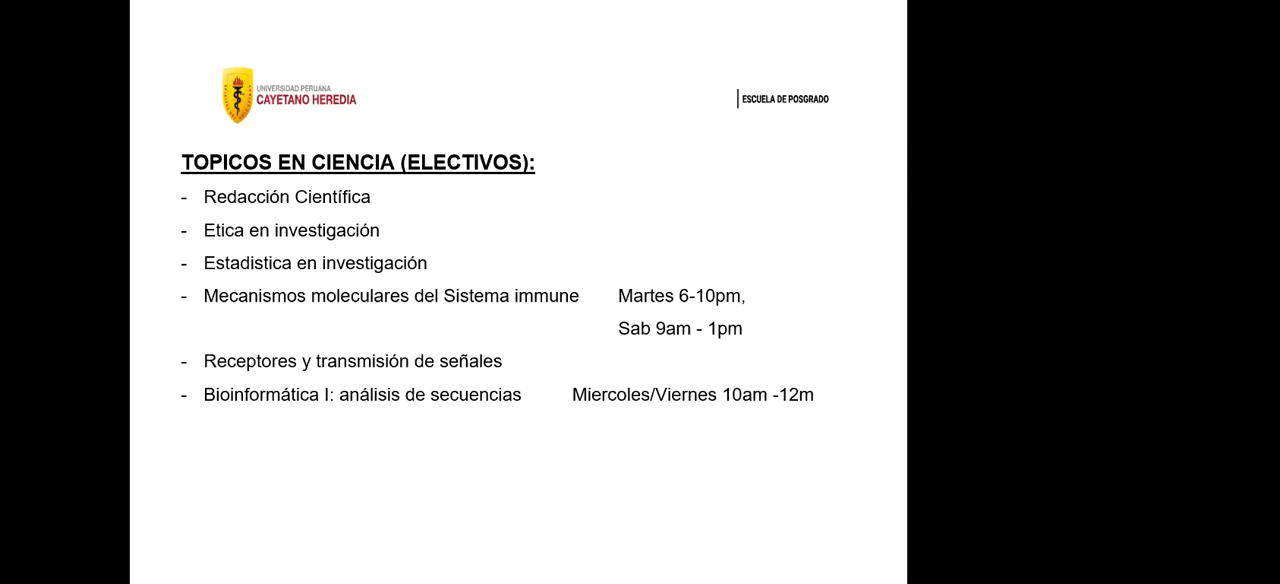 UNIVERSIDAD PERUANA
CAYETANO HEREDIA
ESCUELA DE POSGRADO
TOPICOS EN CIENCIA (ELECTIVOS):
- Redacción Científica
- Etica en investigación
- Estadistica en investigación
- Mecanismos moleculares del Sistema immune Martes 6-10pm,
Sab 9am - 1pm
- Receptores y transmisión de señales
- Bioinformática I: análisis de secuencias Miercoles/Viernes 10am -12m